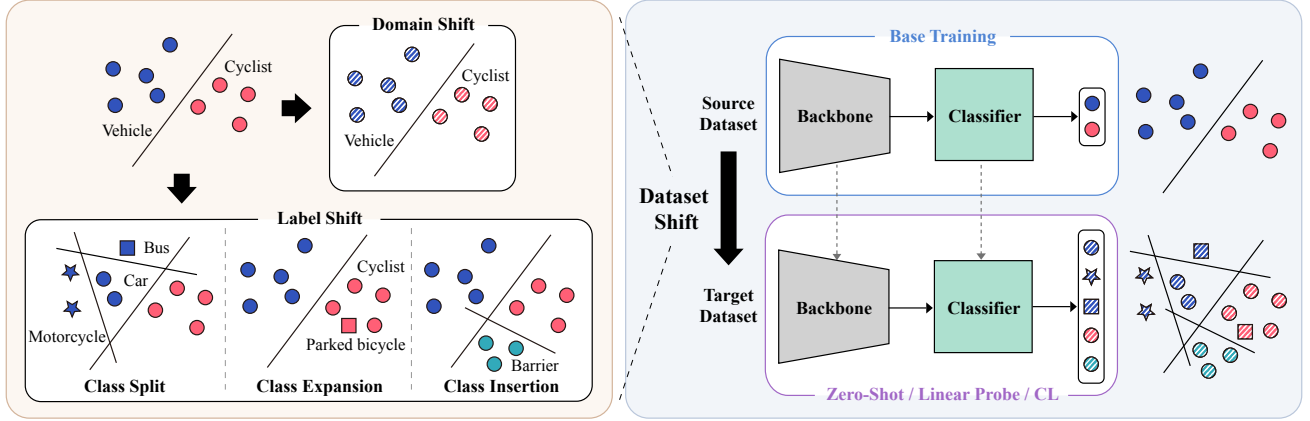 Domain Shift
Cyclist
Vehicle
Cyclist
Vehicle
Label Shift
Bus
Car
Motorcycle
Class Split
Cyclist
Parked bicycle
Class Expansion
Barrier
Class Insertion
Dataset
Shift
Base Training
Source
Dataset
Backbone
Classifier
Target
Dataset
Backbone
Classifier
Zero-Shot / Linear Probe / CL